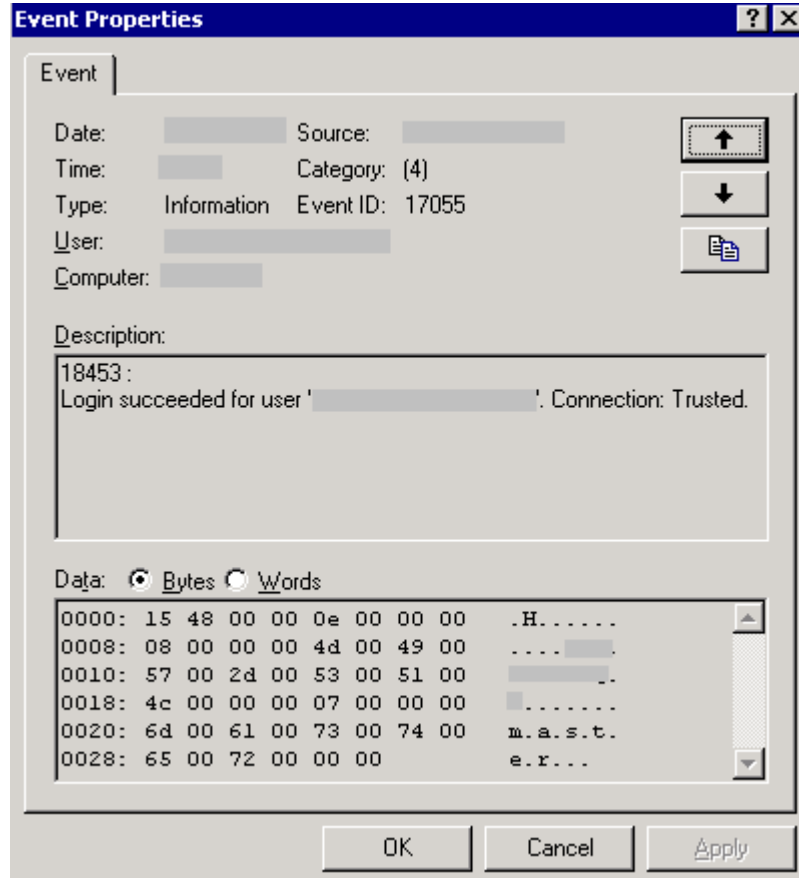 Event Properties
Event
Date: Source:
Time: Category: (4)
Type: Information Event ID: 17055
User:
Computer:
Description:
18453 :
Login succeeded for user ' '. Connection: Trusted.
Data: Bytes Words
0000: 15 48 00 00 0e 00 00 00 .H......
0008: 08 00 00 00 4d 00 49 00 .... .
0010: 57 00 2d 00 53 00 51 00 .
0018: 4c 00 00 00 07 00 00 00 .......
0020: 6d 00 61 00 73 00 74 00 m.a.s.t.
0028: 65 00 72 00 00 00 e.r...
OK Cancel Apply